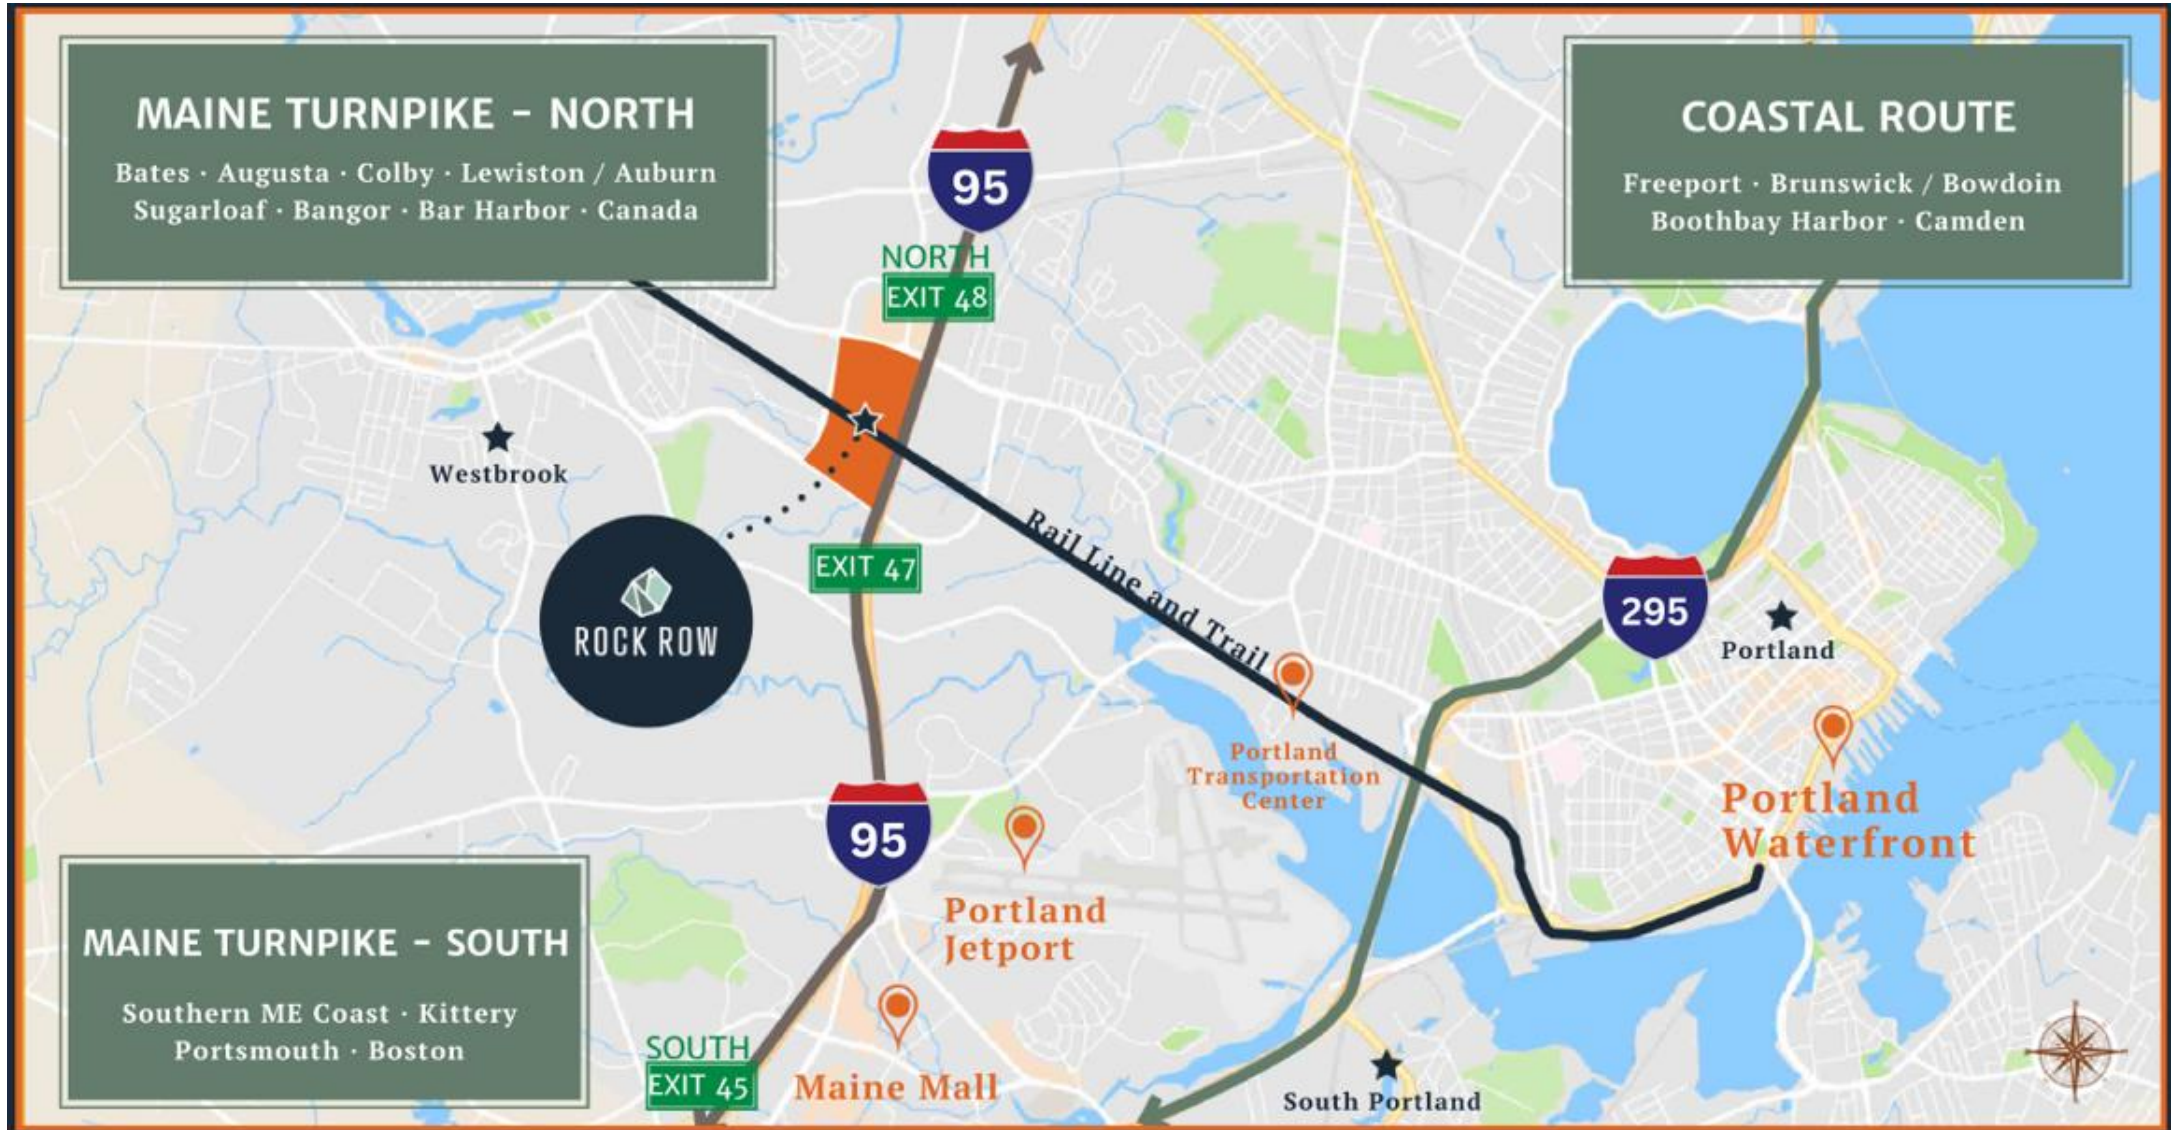 MAINE TURNPIKE - NORTH
Bates · Augusta · Colby · Lewiston / Auburn
Sugarloaf · Bangor · Bar Harbor · Canada
COASTAL ROUTE
Freeport · Brunswick / Bowdoin
Boothbay Harbor · Camden
95
NORTH
EXIT 48
Westbrook
ROCK ROW
EXIT 47
Rail Line and Trail
295
Portland
Portland
Transportation
Center
Portland
Waterfront
95
Portland
Jetport
MAINE TURNPIKE - SOUTH
Southern ME Coast · Kittery
Portsmouth · Boston
SOUTH
EXIT 45
Maine Mall
South Portland